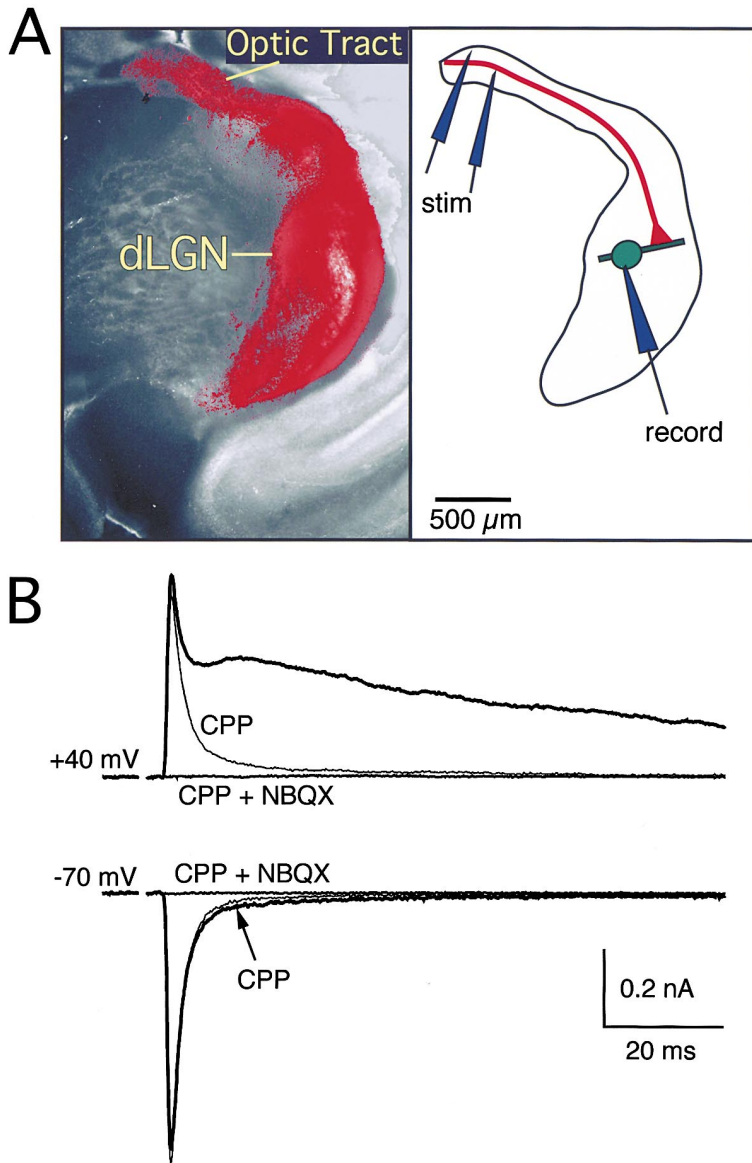 A
Optic Tract
dLGN
stim
record
500 μm
B
CPP
+40 mV
CPP + NBQX
-70 mV
CPP + NBQX
CPP
0.2 nA
20 ms